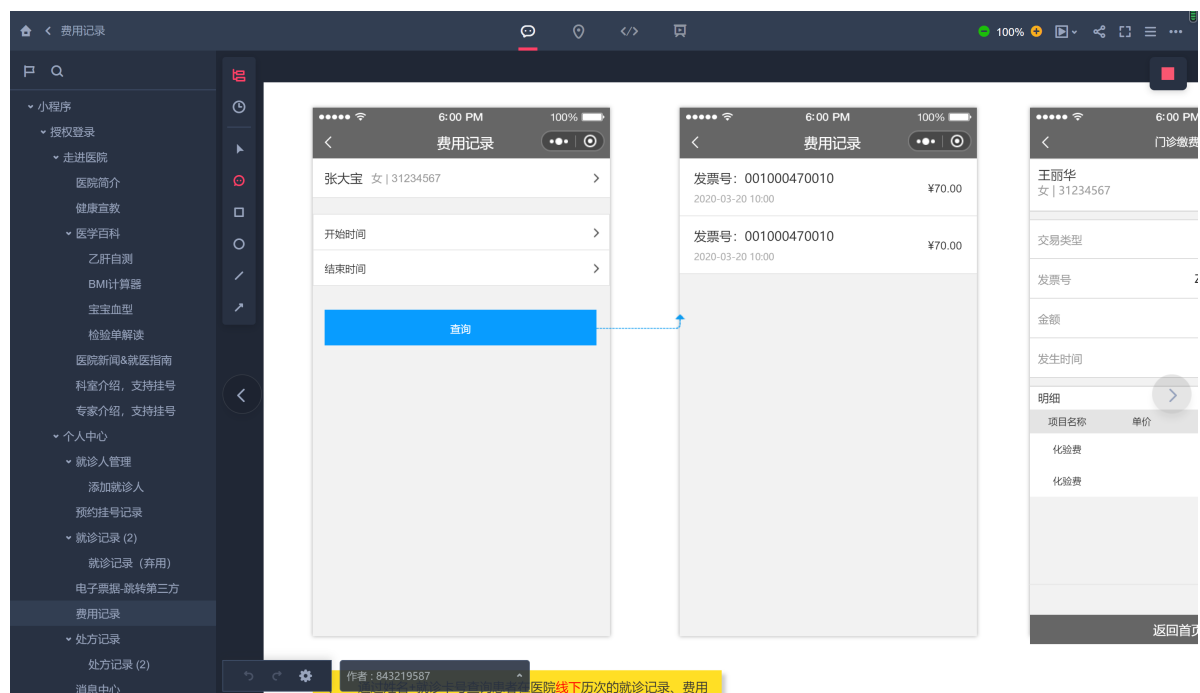 费用记录
100%
小程序
授权登录
走进医院
医院简介
健康宣教
医学百科
乙肝自测
BMI计算器
宝宝血型
检验单解读
医院新闻&就医指南
科室介绍，支持挂号
专家介绍，支持挂号
个人中心
就诊人管理
添加就诊人
预约挂号记录
就诊记录 (2)
就诊记录（弃用）
电子票据-跳转第三方
费用记录
处方记录
处方记录 (2)
消息中心
6:00 PM 100%
费用记录
张大宝 女 | 31234567
开始时间
结束时间
查询
6:00 PM 100%
费用记录
发票号：001000470010
¥70.00
2020-03-20 10:00
发票号：001000470010
¥70.00
2020-03-20 10:00
6:00 PM
门诊缴费
王丽华
女 | 31234567
交易类型
发票号
金额
发生时间
明细
项目名称 单价
化验费
化验费
返回首页
作者 : 843219587
在医院线下历次的就诊记录、费用